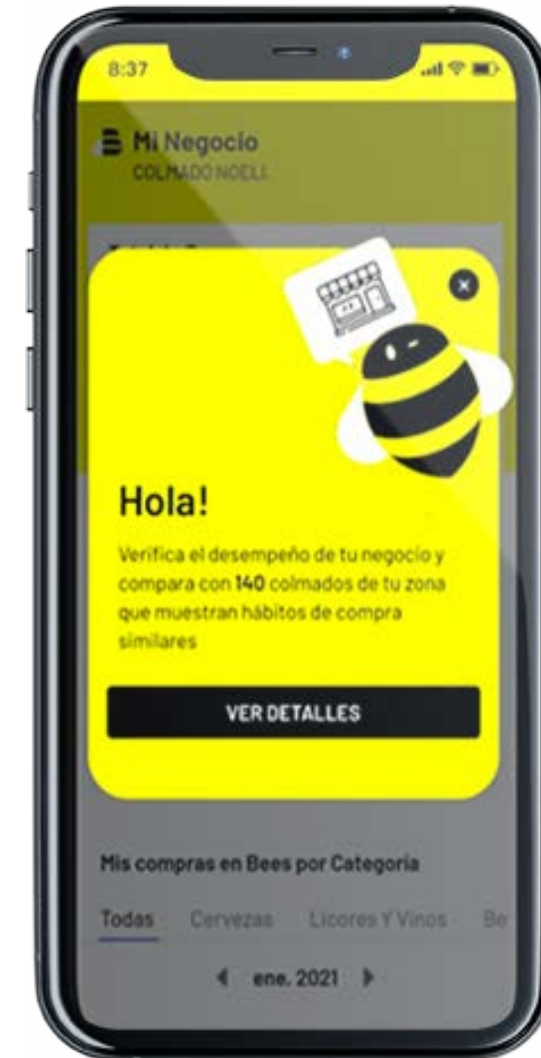 8:37
Mi Negocio
COLMADO NOELI
Hola!
Verifica el desempeño de tu negocio y
compara con 140 colmados de tu zona
que muestran hábitos de compra
similares
VER DETALLES
Mis compras en Bees por Categoria
Todas Cervezas Licores Y Vinos Be
ene. 2021